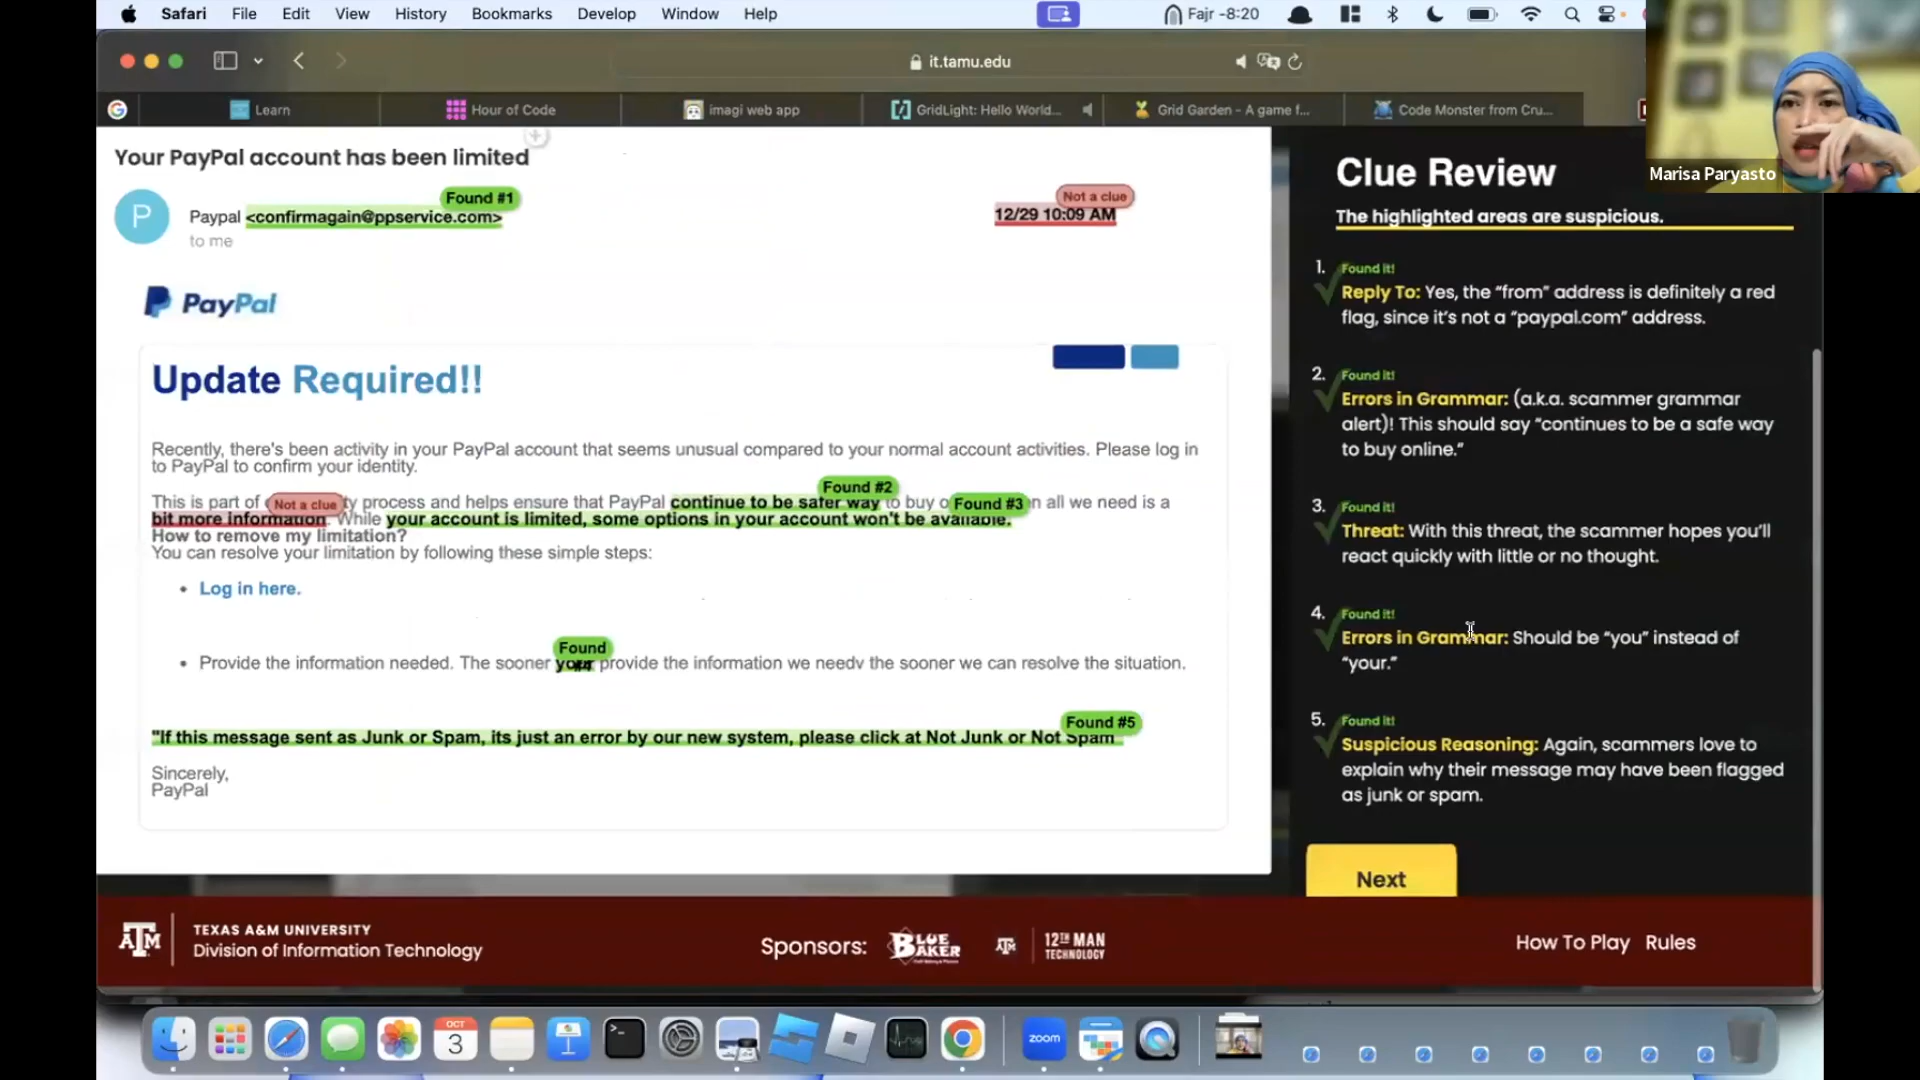 Safari File Edit View History Bookmarks Develop Window Help
Fajr -8:20
it.tamu.edu
Learn
Hour of Code
imagi web app
GridLight: Hello World...
Grid Garden - A game f...
Code Monster from Cru...
Marisa Paryasto
Your PayPal account has been limited
Found #1
Not a clue
P
Paypal <confirmagain@ppservice.com>
12/29 10:09 AM
to me
PayPal
Update Required!!
Recently, there's been activity in your PayPal account that seems unusual compared to your normal account activities. Please log in
to PayPal to confirm your identity.
Found #2
This is part of
Not a clue
process and helps ensure that PayPal continue to be safer way to buy
Found #3
all we need is a
bit more information. While your account is limited, some options in your account won't be available.
How to remove my limitation?
You can resolve your limitation by following these simple steps:
• Log in here.
Found
#4
• Provide the information needed. The sooner your provide the information we needv the sooner we can resolve the situation.
Found #5
"If this message sent as Junk or Spam, its just an error by our new system, please click at Not Junk or Not Spam
Sincerely,
PayPal
Clue Review
The highlighted areas are suspicious.
1. Found it!
Reply To: Yes, the “from” address is definitely a red
flag, since it’s not a “paypal.com” address.
2. Found it!
Errors in Grammar: (a.k.a. scammer grammar
alert)! This should say “continues to be a safe way
to buy online.”
3. Found it!
Threat: With this threat, the scammer hopes you’ll
react quickly with little or no thought.
4. Found it!
Errors in Grammar: Should be “you” instead of
“your.”
5. Found it!
Suspicious Reasoning: Again, scammers love to
explain why their message may have been flagged
as junk or spam.
Next
ATM
TEXAS A&M UNIVERSITY
Division of Information Technology
Sponsors:
BLUE
BAKER
ATM
12TH MAN
TECHNOLOGY
How To Play Rules
OCT
3
zoom